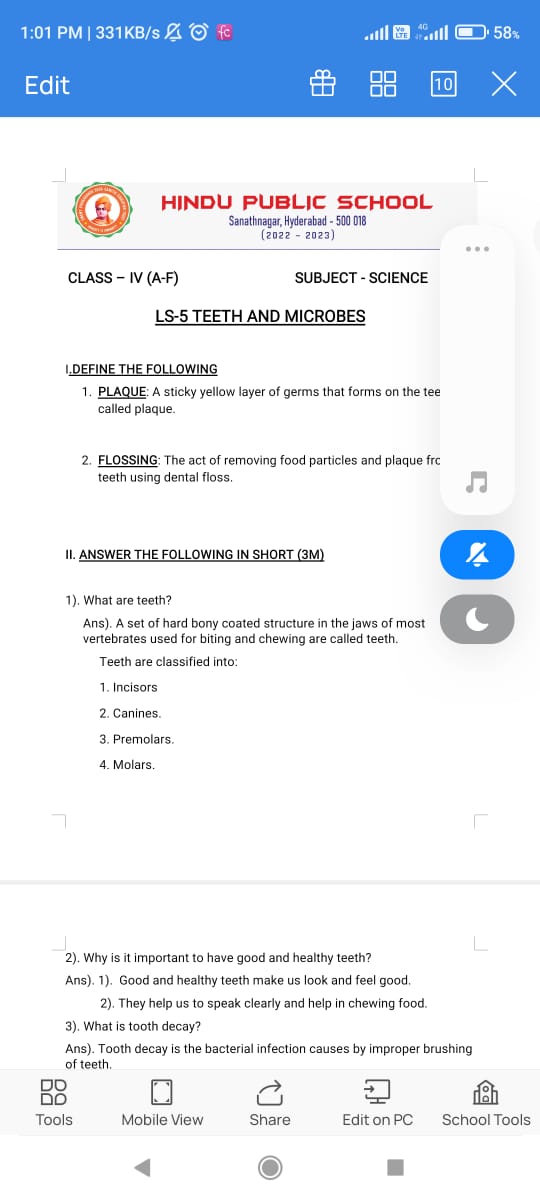 1:01 PM | 331KB/s fc Vo LTE 4G 58%
Edit 10
HINDU PUBLIC SCHOOL
Sanathnagar, Hyderabad - 500 018
(2022 - 2023)
CLASS – IV (A-F) SUBJECT - SCIENCE
LS-5 TEETH AND MICROBES
I.DEFINE THE FOLLOWING
1. PLAQUE: A sticky yellow layer of germs that forms on the
called plaque.
2. FLOSSING: The act of removing food particles and plaque
teeth using dental floss.
II. ANSWER THE FOLLOWING IN SHORT (3M)
1). What are teeth?
Ans). A set of hard bony coated structure in the jaws of most
vertebrates used for biting and chewing are called teeth.
Teeth are classified into:
1. Incisors
2. Canines.
3. Premolars.
4. Molars.
2). Why is it important to have good and healthy teeth?
Ans). 1). Good and healthy teeth make us look and feel good.
2). They help us to speak clearly and help in chewing food.
3). What is tooth decay?
Ans). Tooth decay is the bacterial infection causes by improper brushing
of teeth.
Tools Mobile View Share Edit on PC School Tools